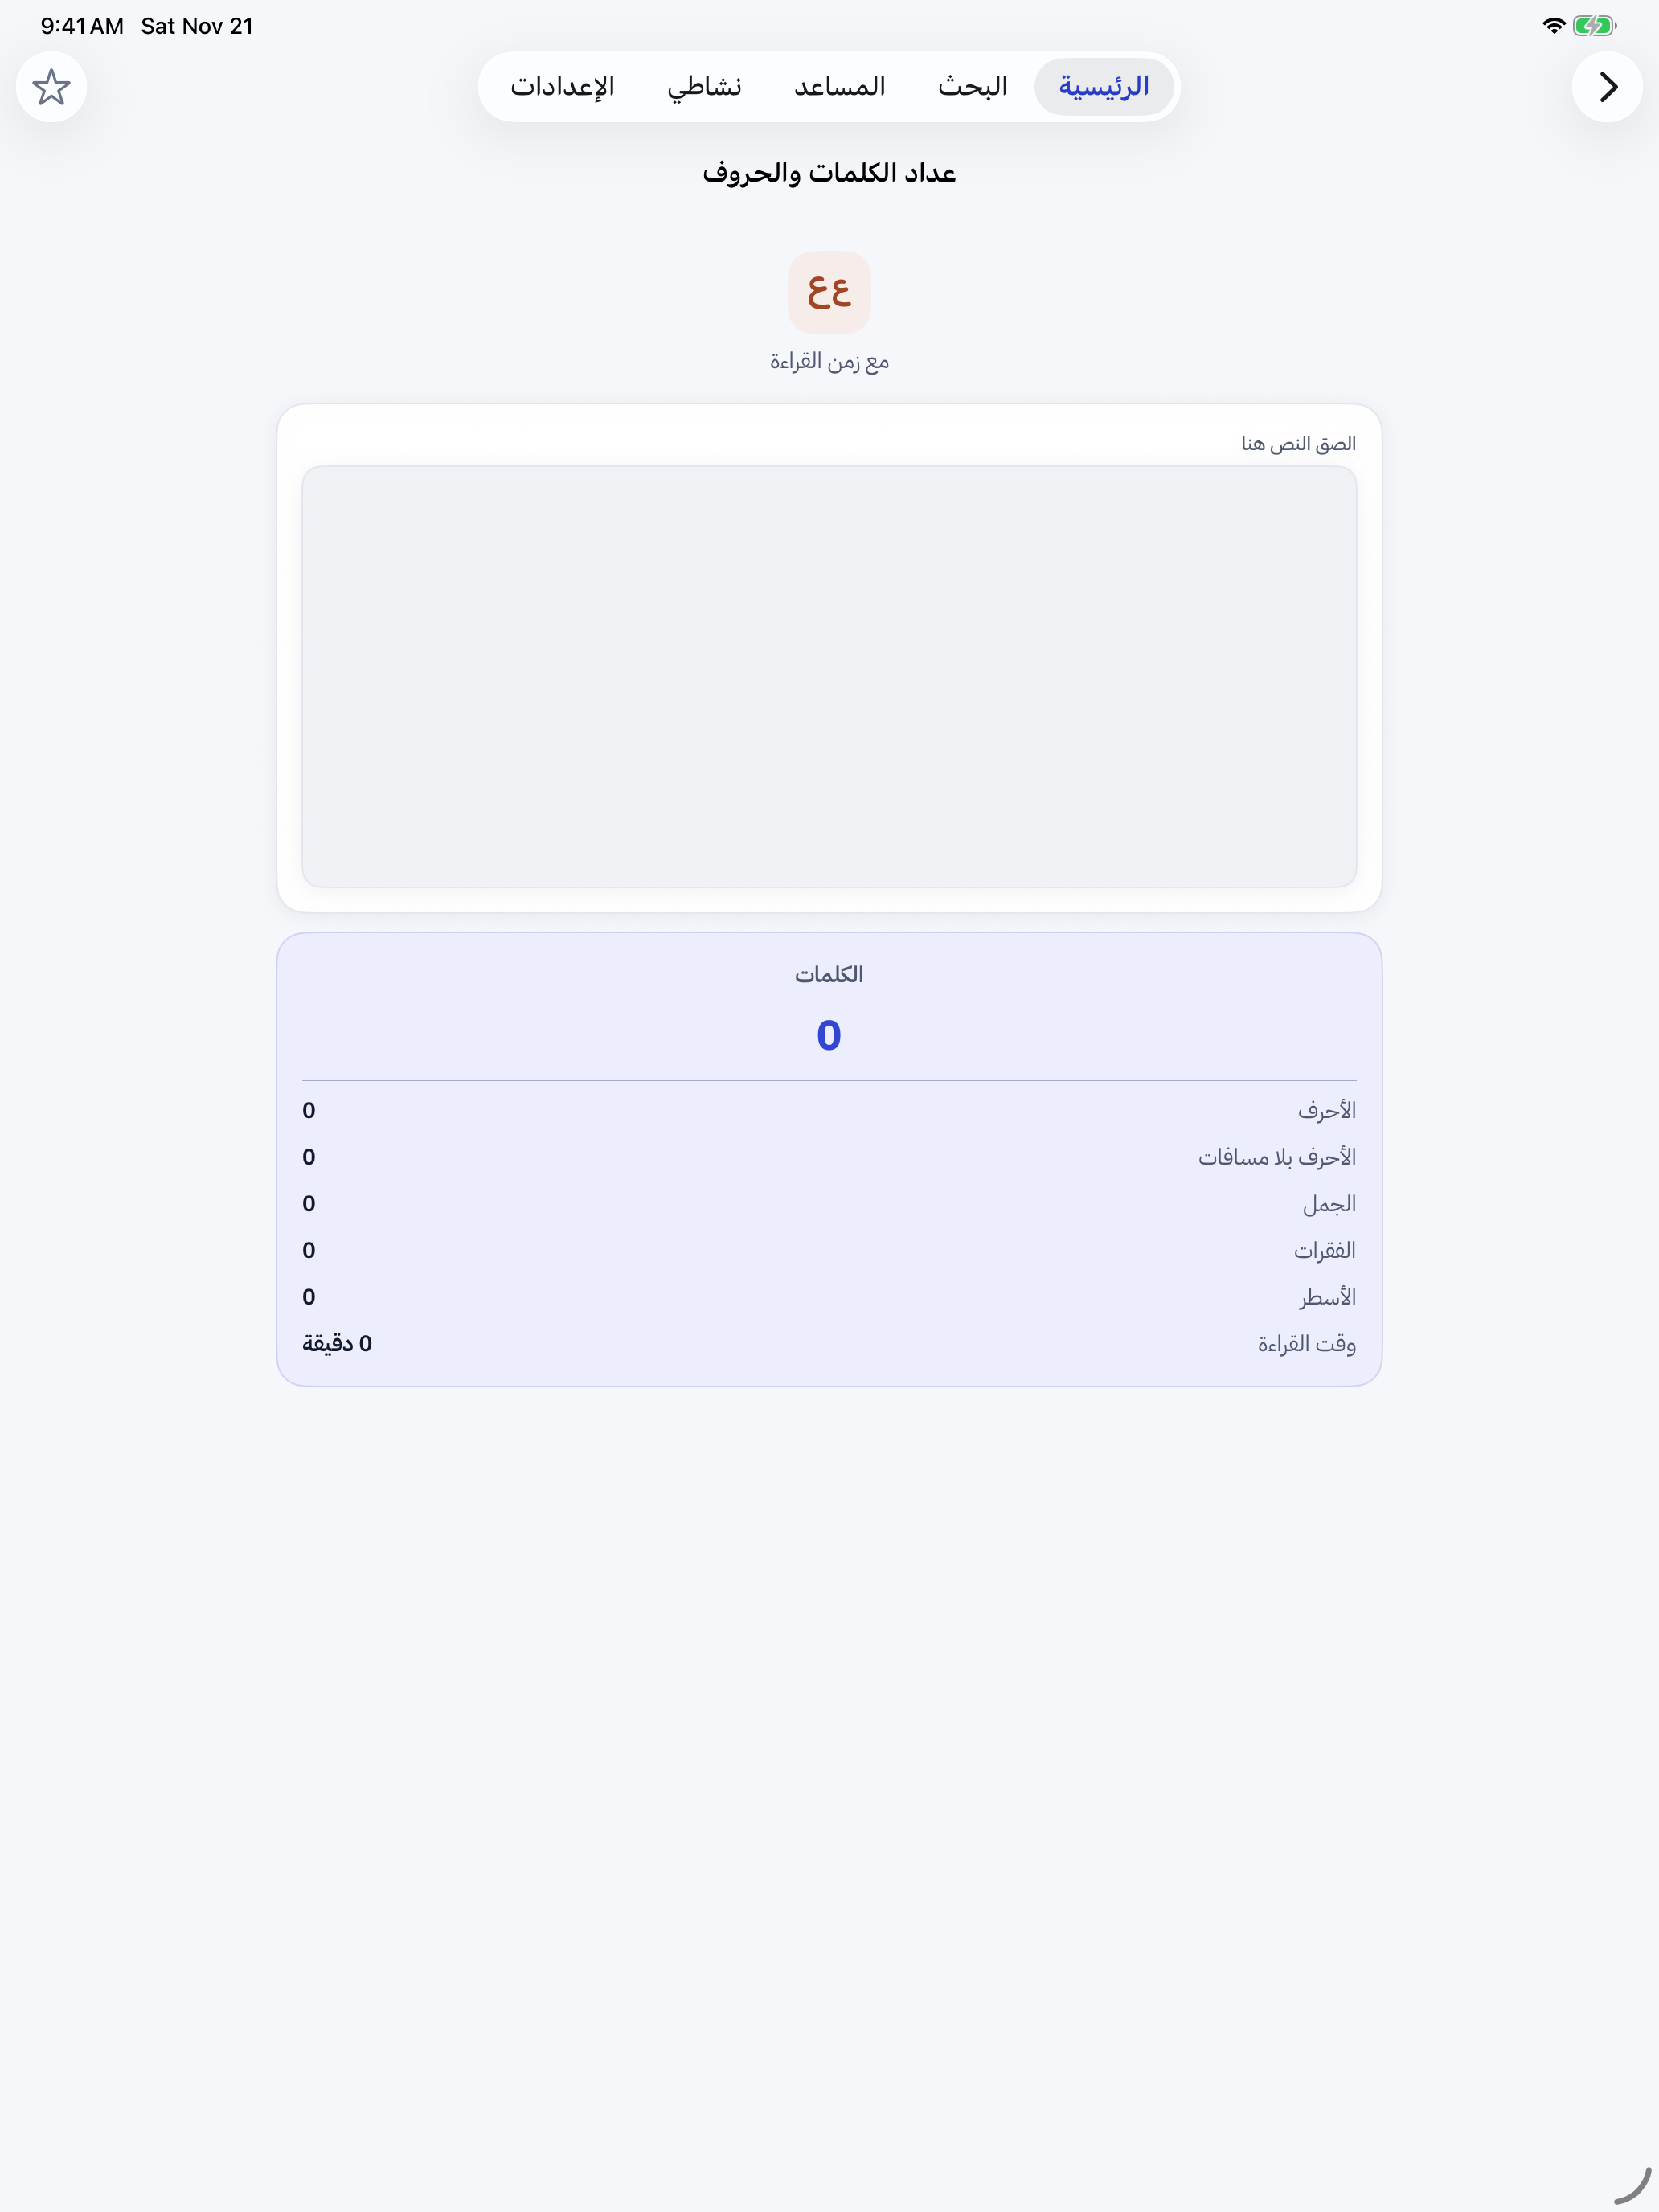 9:41 AM Sat Nov 21
الرئيسية البحث المساعد نشاطي الإعدادات
عداد الكلمات والحروف
عع
مع زمن القراءة
الصق النص هنا
الكلمات
0
الأحرف 0
الأحرف بلا مسافات 0
الجمل 0
الفقرات 0
الأسطر 0
وقت القراءة 0 دقيقة